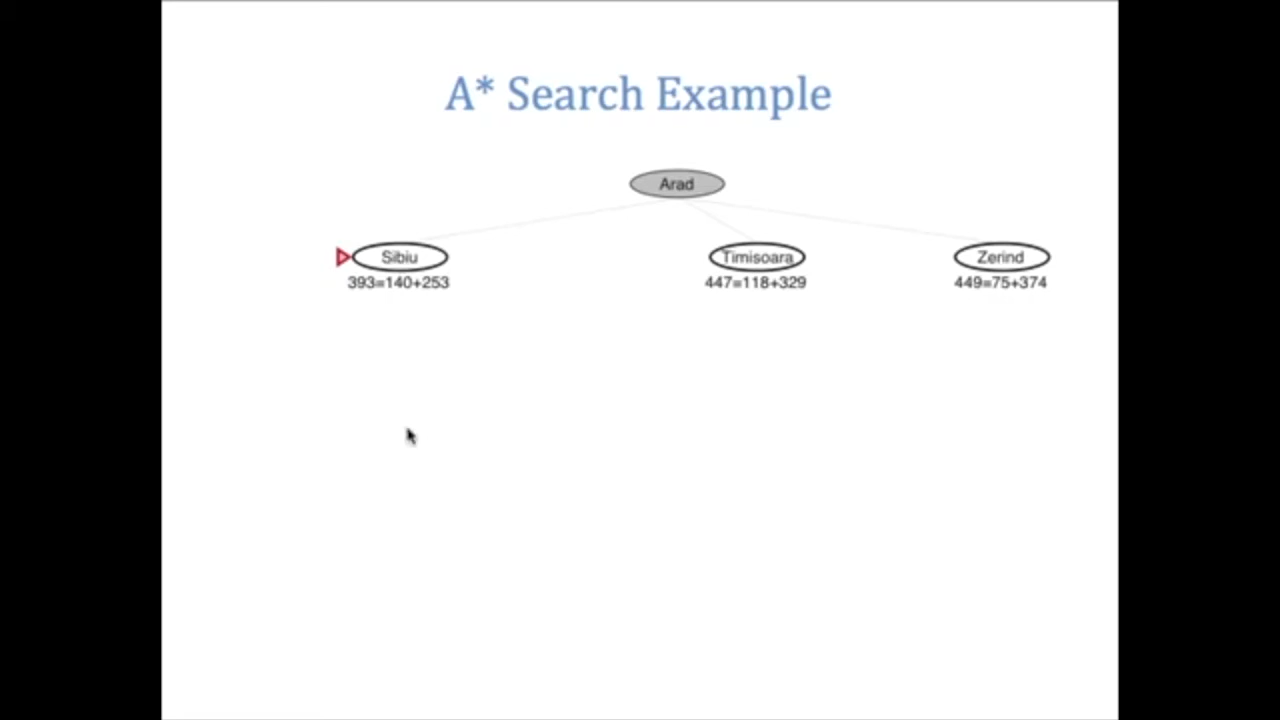 A* Search Example
Arad
Sibiu Timisoara Zerind
393=140+253 447=118+329 449=75+374